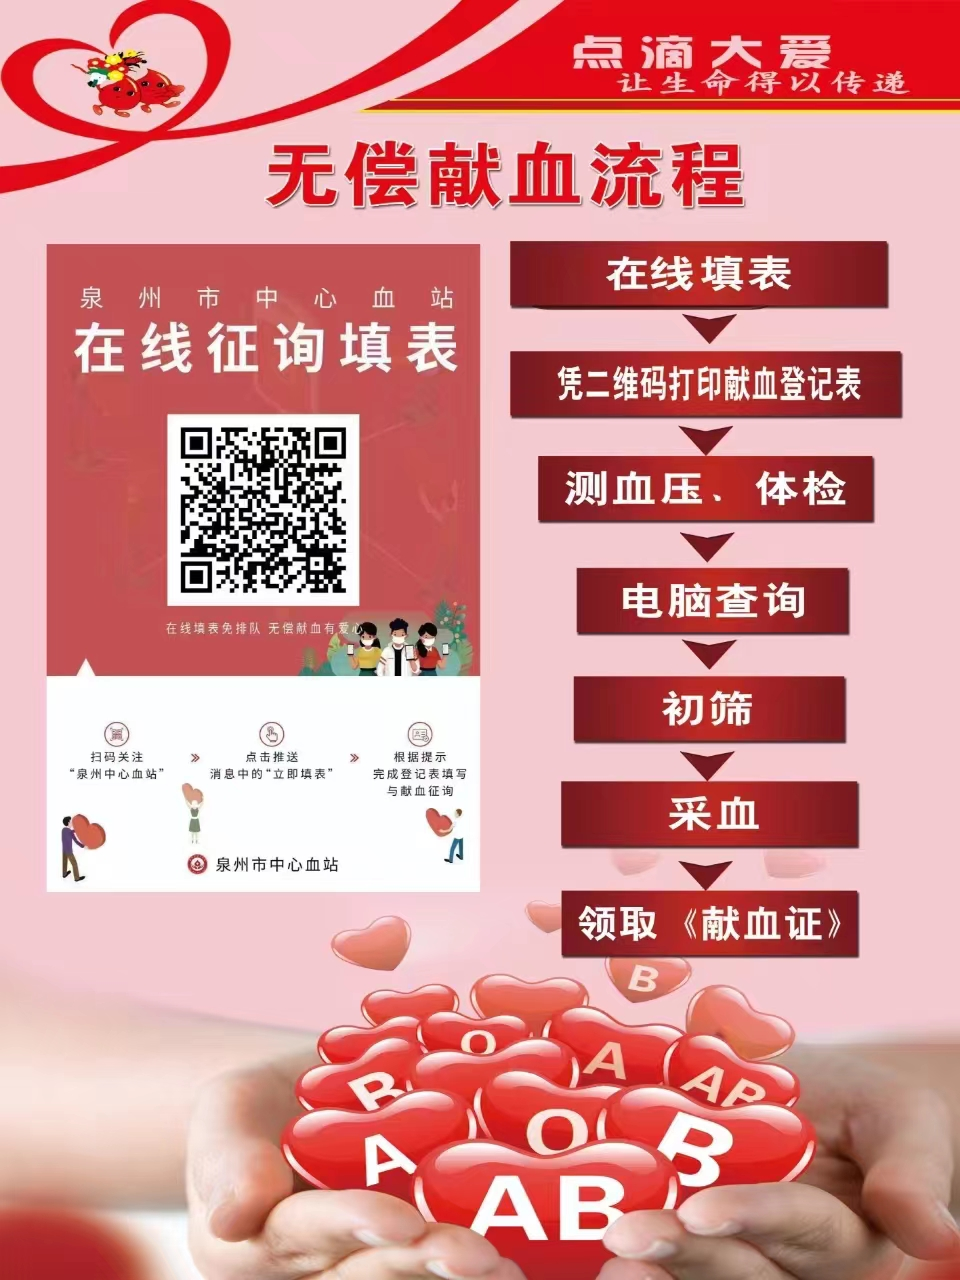 点滴大爱
让生命得以传递
无偿献血流程
泉州市中心血站
在线征询填表
在线填表免排队 无偿献血有爱心
扫码关注
“泉州中心血站”
点击推送
消息中的“立即填表”
根据提示
完成登记表填写
与献血征询
泉州市中心血站
在线填表
凭二维码打印献血登记表
测血压、体检
电脑查询
初筛
采血
领取《献血证》
B
O
A
AB
B
A
O
B
AB